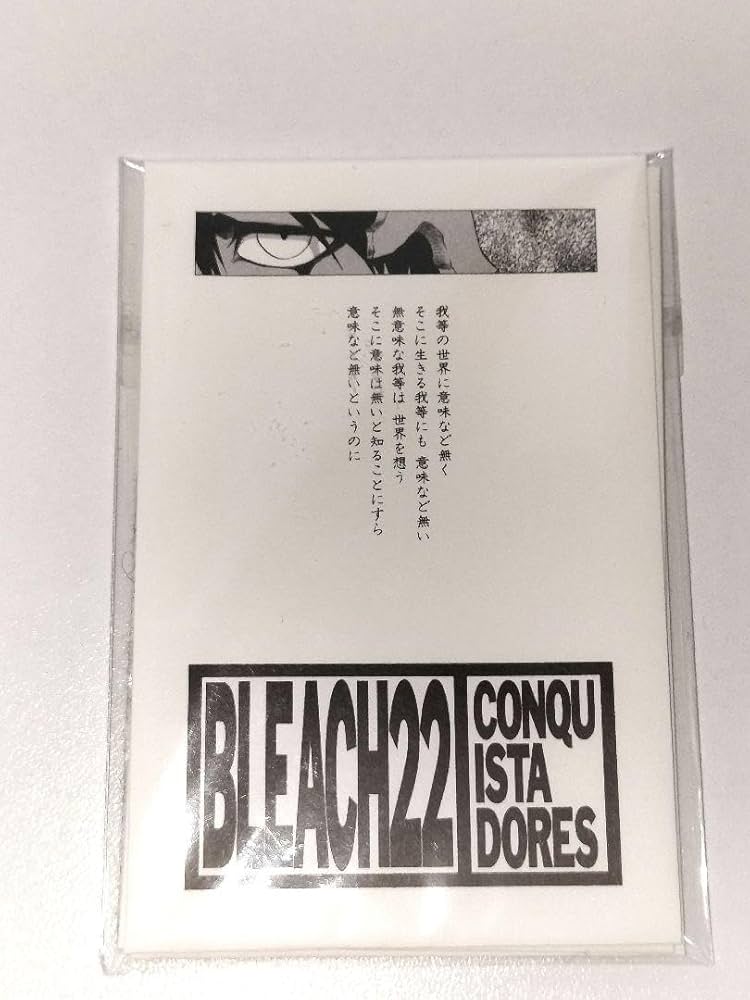 我等の世界に意味など無く
そこに生きる我等にも 意味など無い
無意味な我等は 世界を想う
そこに意味は無いと知ることにすら
意味など無いというのに
BLEACH22
CONQU
ISTA
DORES